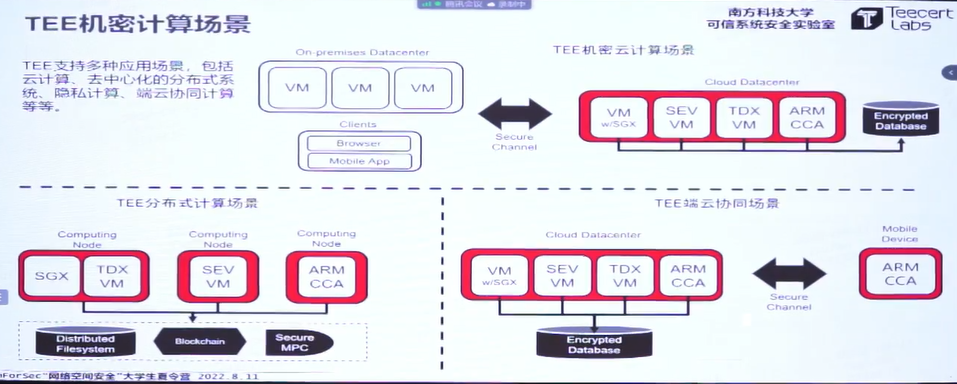 腾讯会议 录制中
TEE机密计算场景
南方科技大学
可信系统安全实验室
Teecert
Labs
TEE支持多种应用场景，包括
云计算、去中心化的分布式系
统、隐私计算、端云协同计算
等等。
On-premises Datacenter
VM VM VM
Clients
Browser
Mobile App
Secure
Channel
TEE机密云计算场景
Cloud Datacenter
VM
w/SGX
SEV
VM
TDX
VM
ARM
CCA
Encrypted
Database
TEE分布式计算场景
Computing
Node
SGX
TDX
VM
Computing
Node
SEV
VM
Computing
Node
ARM
CCA
Distributed
Filesystem
Blockchain
Secure
MPC
TEE端云协同场景
Cloud Datacenter
VM
w/SGX
SEV
VM
TDX
VM
ARM
CCA
Encrypted
Database
Secure
Channel
Mobile
Device
ARM
CCA
nForSec"网络空间安全"大学生夏令营 2022.8.11